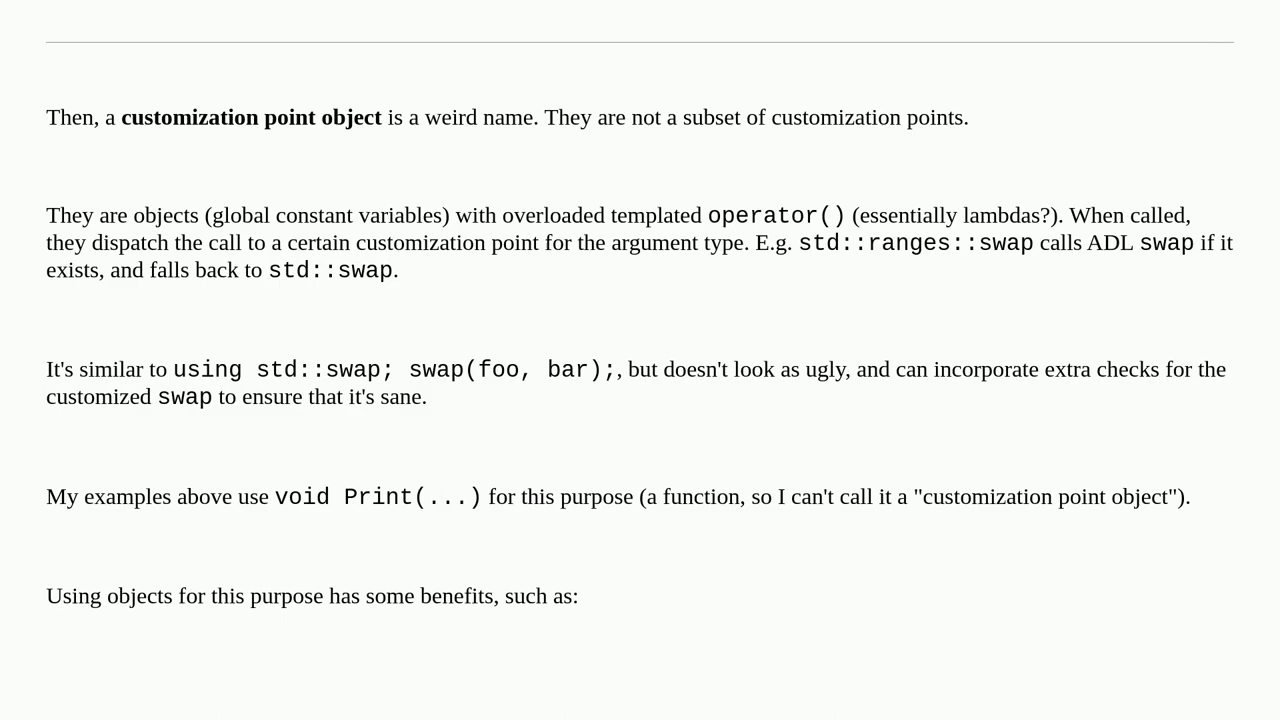 Then, a customization point object is a weird name. They are not a subset of customization points.
They are objects (global constant variables) with overloaded templated operator() (essentially lambdas?). When called,
they dispatch the call to a certain customization point for the argument type. E.g. std::ranges::swap calls ADL swap if it
exists, and falls back to std::swap.
It's similar to using std::swap; swap(foo, bar);, but doesn't look as ugly, and can incorporate extra checks for the
customized swap to ensure that it's sane.
My examples above use void Print(...) for this purpose (a function, so I can't call it a "customization point object").
Using objects for this purpose has some benefits, such as: